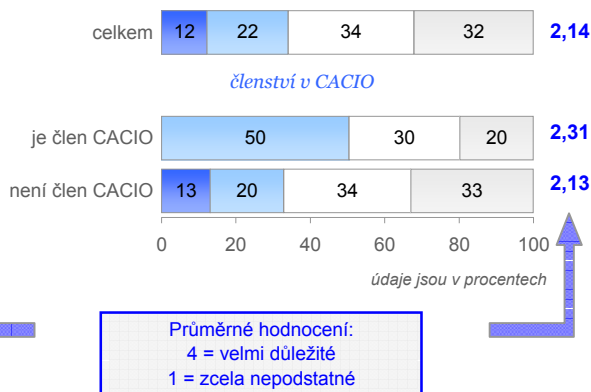 celkem 12 22 34 32 2,14
členství v CACIO
je člen CACIO 50 30 20 2,31
není člen CACIO 13 20 34 33 2,13
0 20 40 60 80 100
údaje jsou v procentech
Průměrné hodnocení:
4 = velmi důležité
1 = zcela nepodstatné